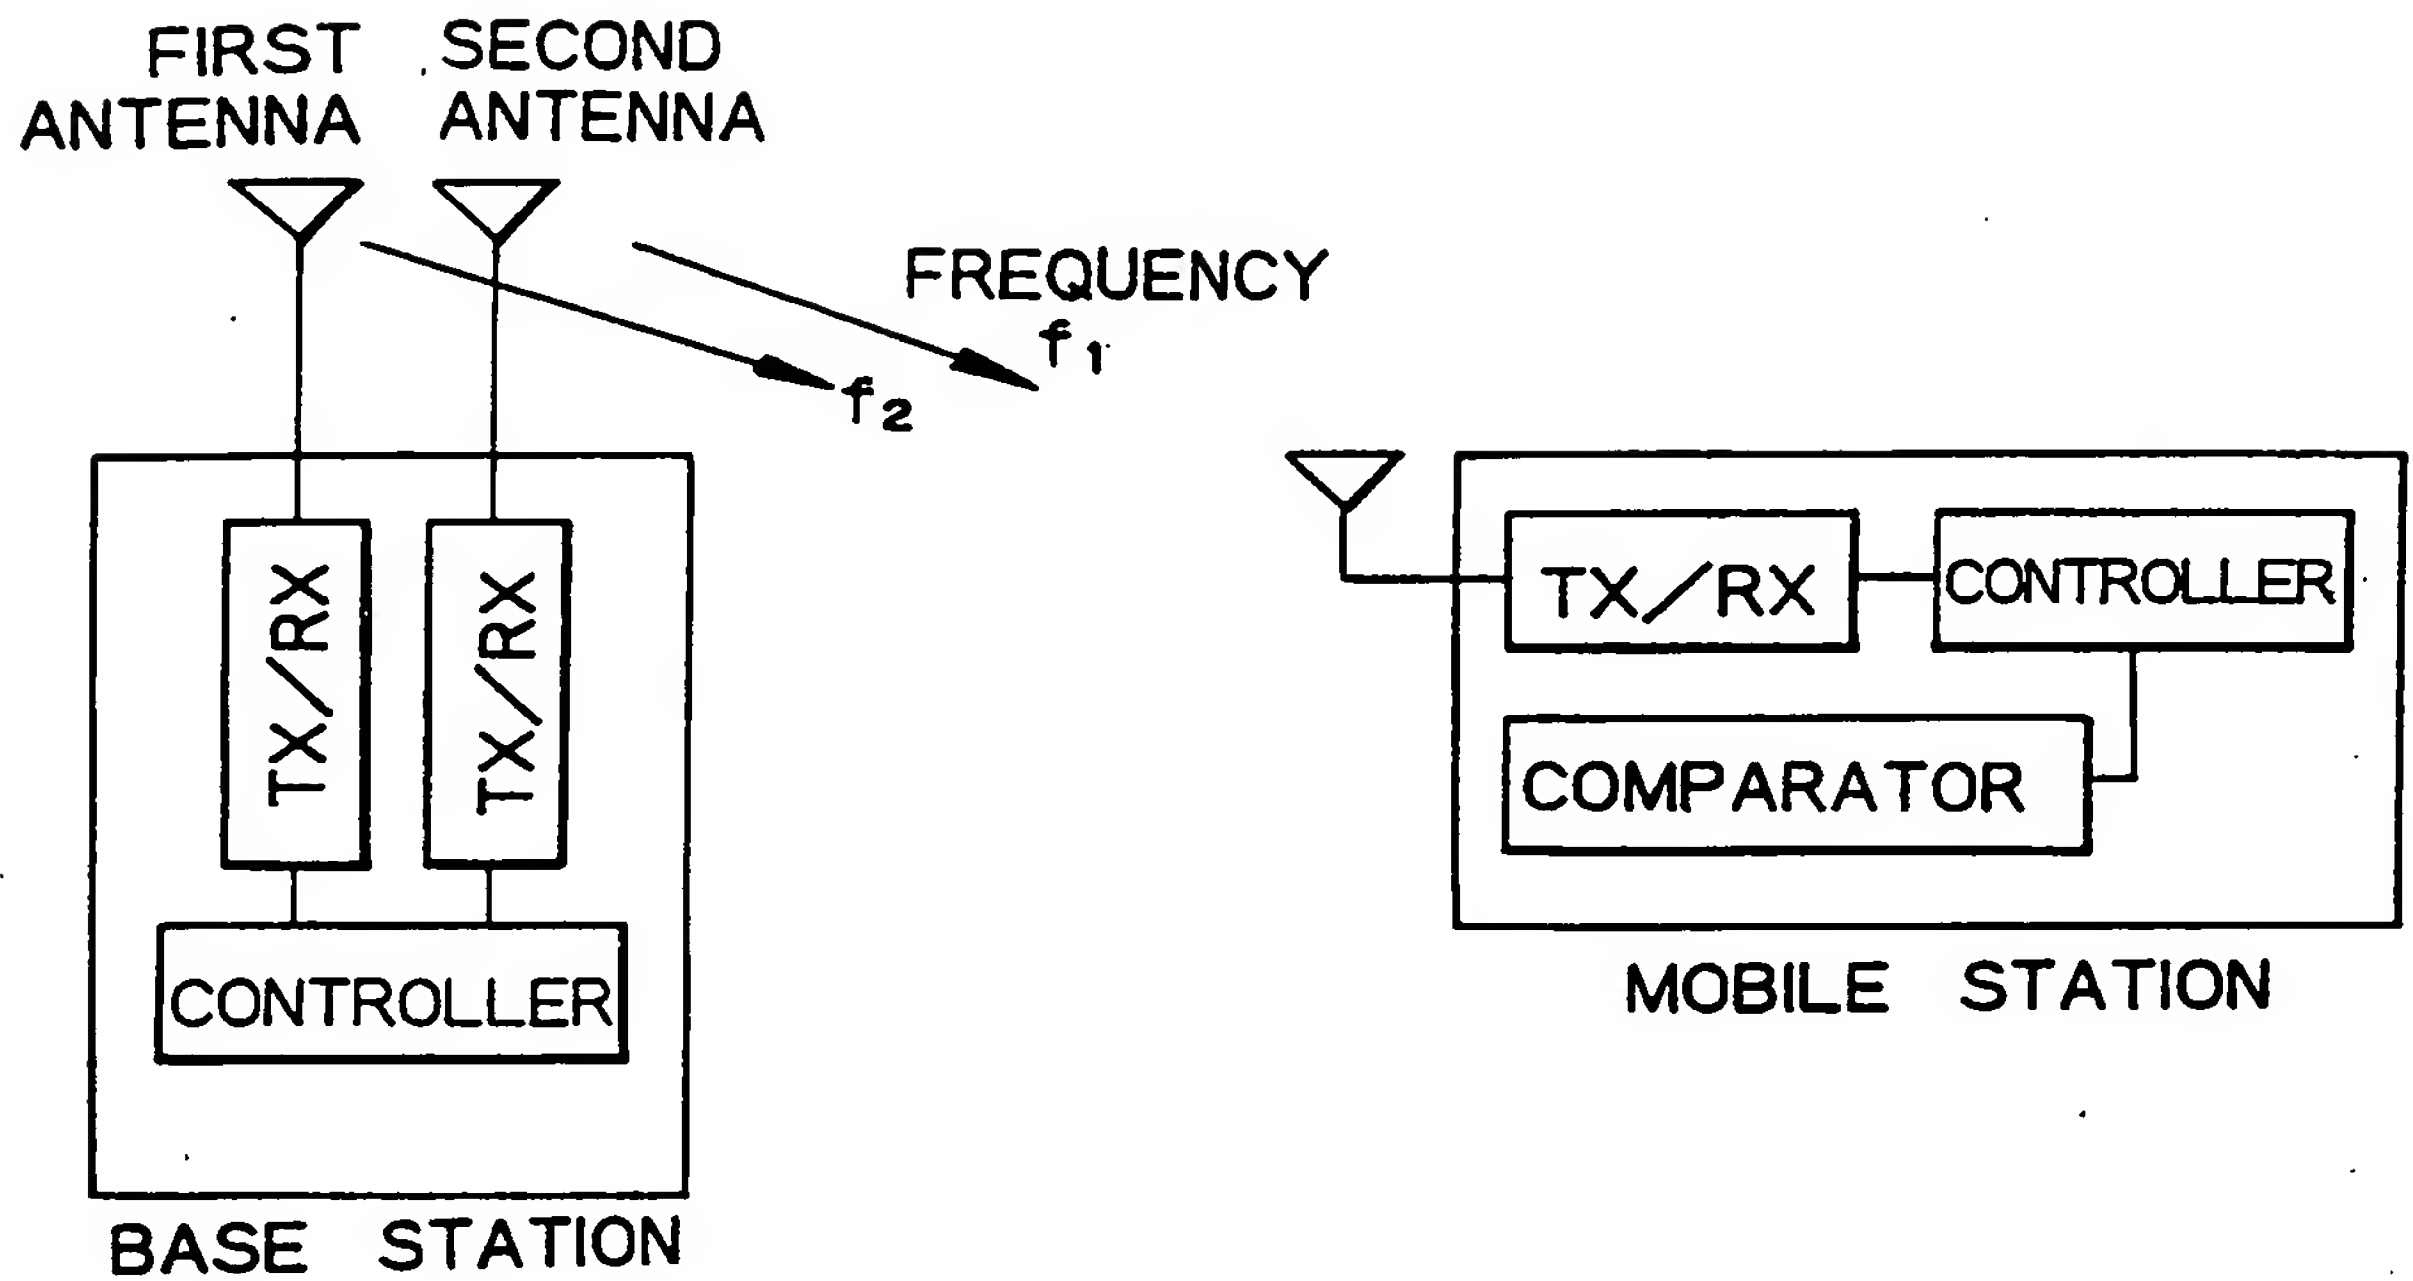 FIRST
ANTENNA
SECOND
ANTENNA
FREQUENCY
f1
f2
TX/RX
TX/RX
CONTROLLER
BASE STATION
TX/RX
CONTROLLER
COMPARATOR
MOBILE STATION